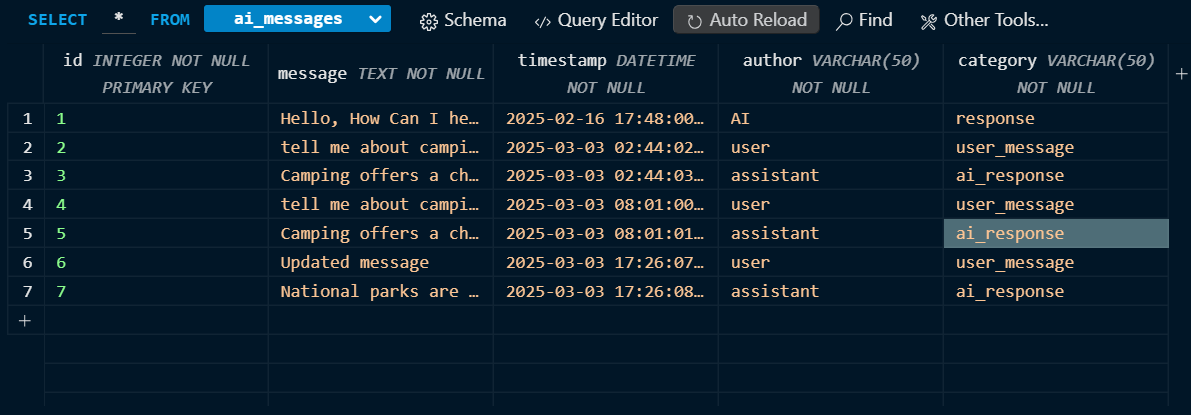 SELECT * FROM ai_messages Schema Query Editor Auto Reload Find Other Tools...
id INTEGER NOT NULL PRIMARY KEY message TEXT NOT NULL timestamp DATETIME NOT NULL author VARCHAR(50) NOT NULL category VARCHAR(50) NOT NULL +
1 1 Hello, How Can I he… 2025-02-16 17:48:00… AI response
2 2 tell me about campi… 2025-03-03 02:44:02… user user_message
3 3 Camping offers a ch… 2025-03-03 02:44:03… assistant ai_response
4 4 tell me about campi… 2025-03-03 08:01:00… user user_message
5 5 Camping offers a ch… 2025-03-03 08:01:01… assistant ai_response
6 6 Updated message 2025-03-03 17:26:07… user user_message
7 7 National parks are … 2025-03-03 17:26:08… assistant ai_response
+